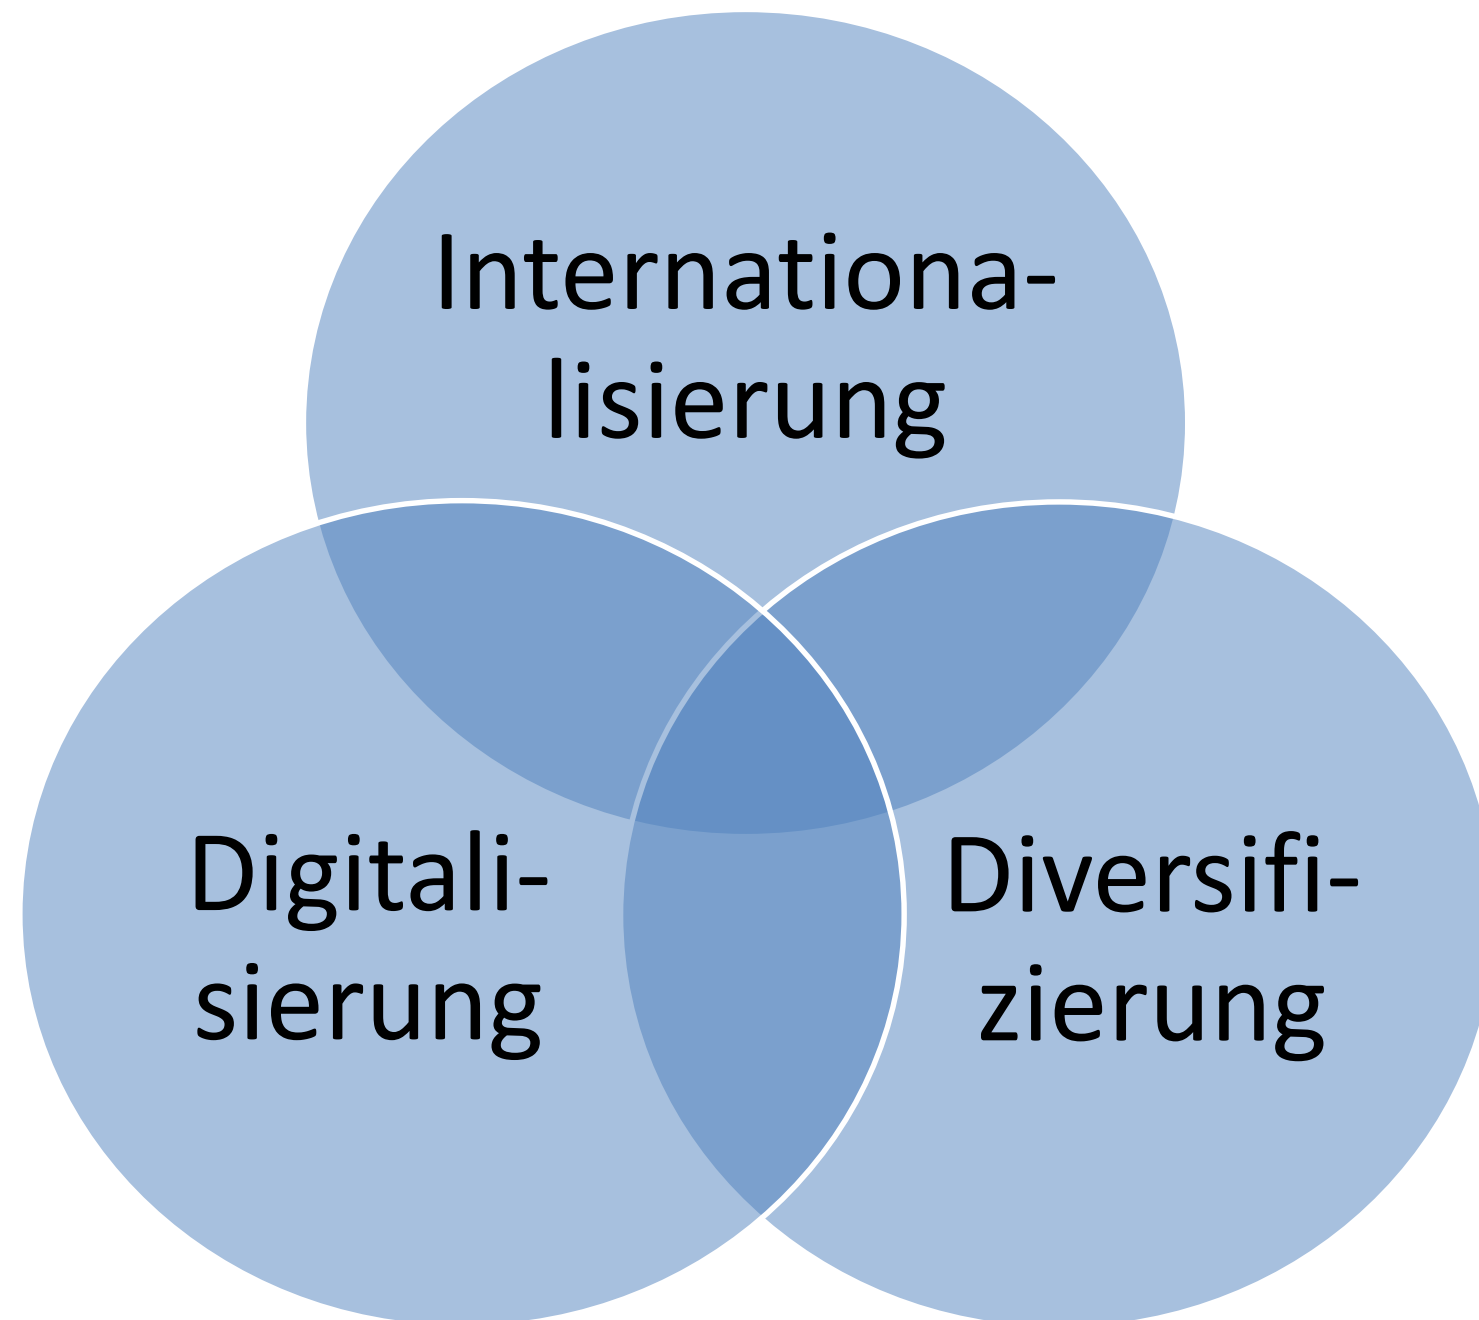 Internationa-
lisierung
Digitali-
sierung
Diversifi-
zierung